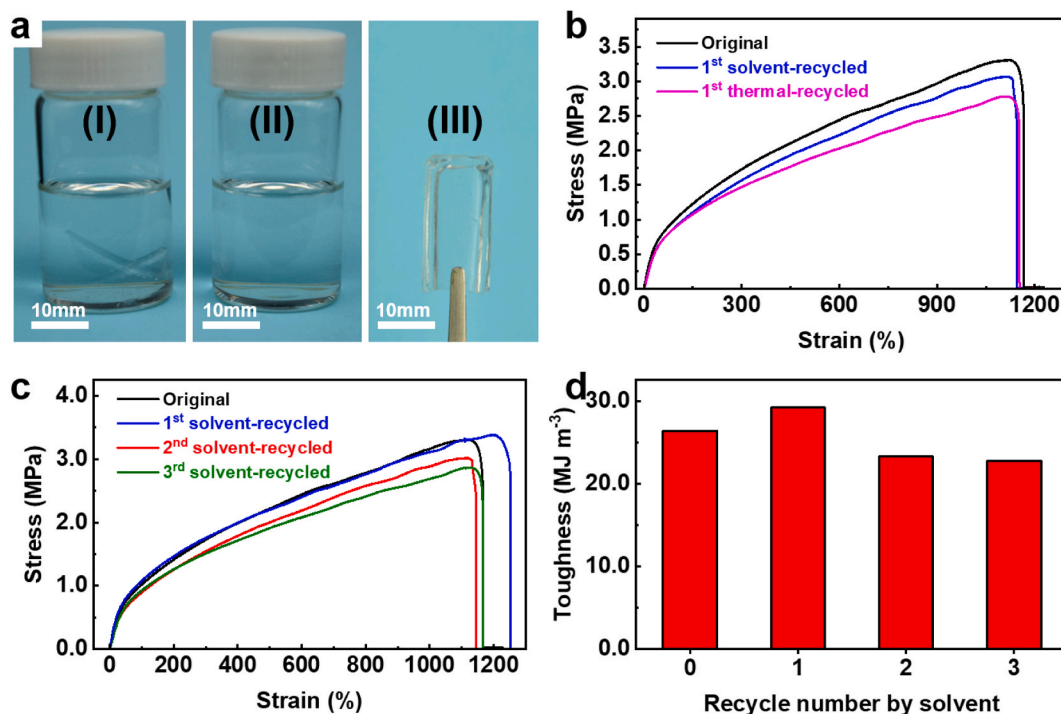 a
(I)
(II)
(III)
10mm
10mm
10mm
b
Original
1st solvent-recycled
1st thermal-recycled
3.5
3.0
2.5
2.0
1.5
1.0
0.5
0.0
Stress (MPa)
0
300
600
900
1200
Strain (%)
c
Original
1st solvent-recycled
2nd solvent-recycled
3rd solvent-recycled
4.0
3.0
2.0
1.0
0.0
Stress (MPa)
0
200
400
600
800
1000
1200
Strain (%)
d
30.0
20.0
10.0
0.0
Toughness (MJ m-3)
0
1
2
3
Recycle number by solvent